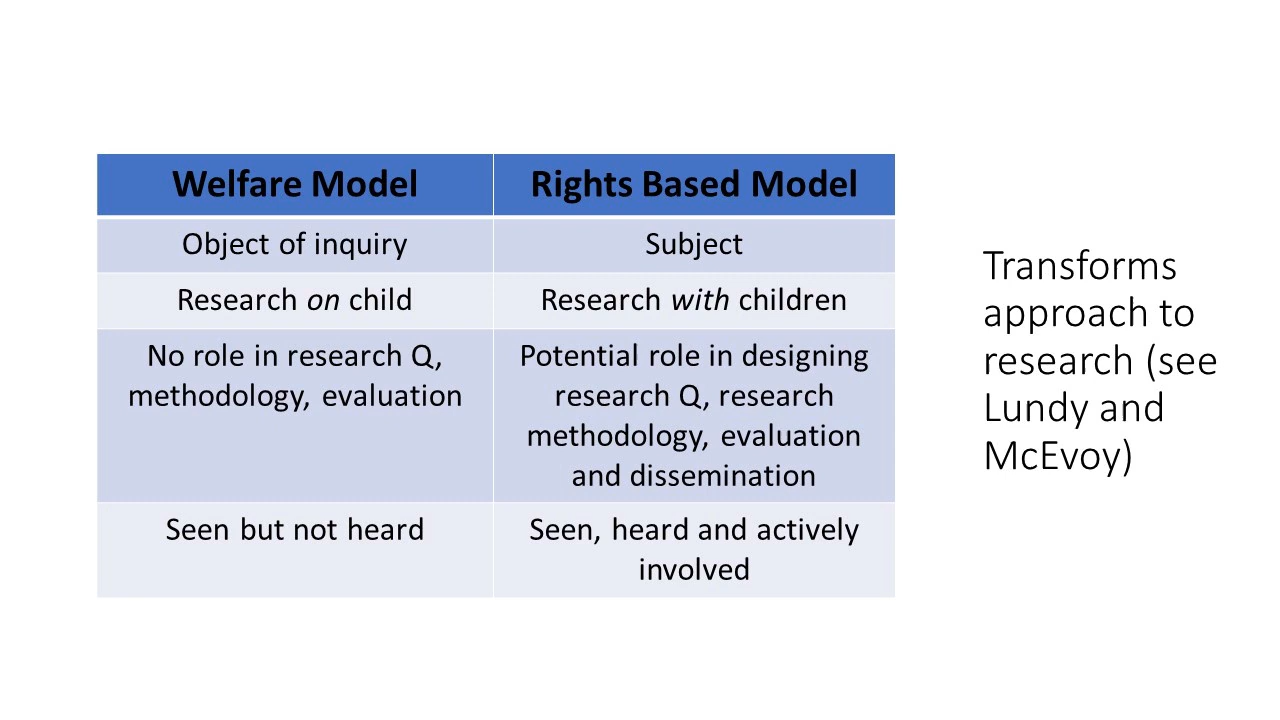 Welfare Model
Rights Based Model
Object of inquiry
Subject
Research on child
Research with children
No role in research Q,
methodology, evaluation
Potential role in designing
research Q, research
methodology, evaluation
and dissemination
Seen but not heard
Seen, heard and actively
involved
Transforms
approach to
research (see
Lundy and
McEvoy)